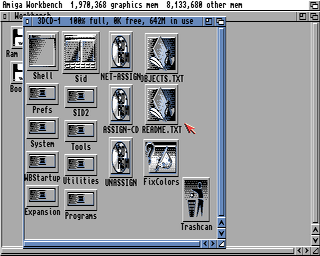 Amiga Workbench 1,970,368 graphics mem 8,133,680 other mem
Workbench
3DCD-1 100% full, 0K free, 642M in use
Ram
Boo
Shell
Sid
NET-ASSIGN
OBJECTS.TXT
Prefs
SID2
ASSIGN-CD
README.TXT
System
Tools
WBStartup
Utilities
UNASSIGN
FixColors
Expansion
Programs
Trashcan